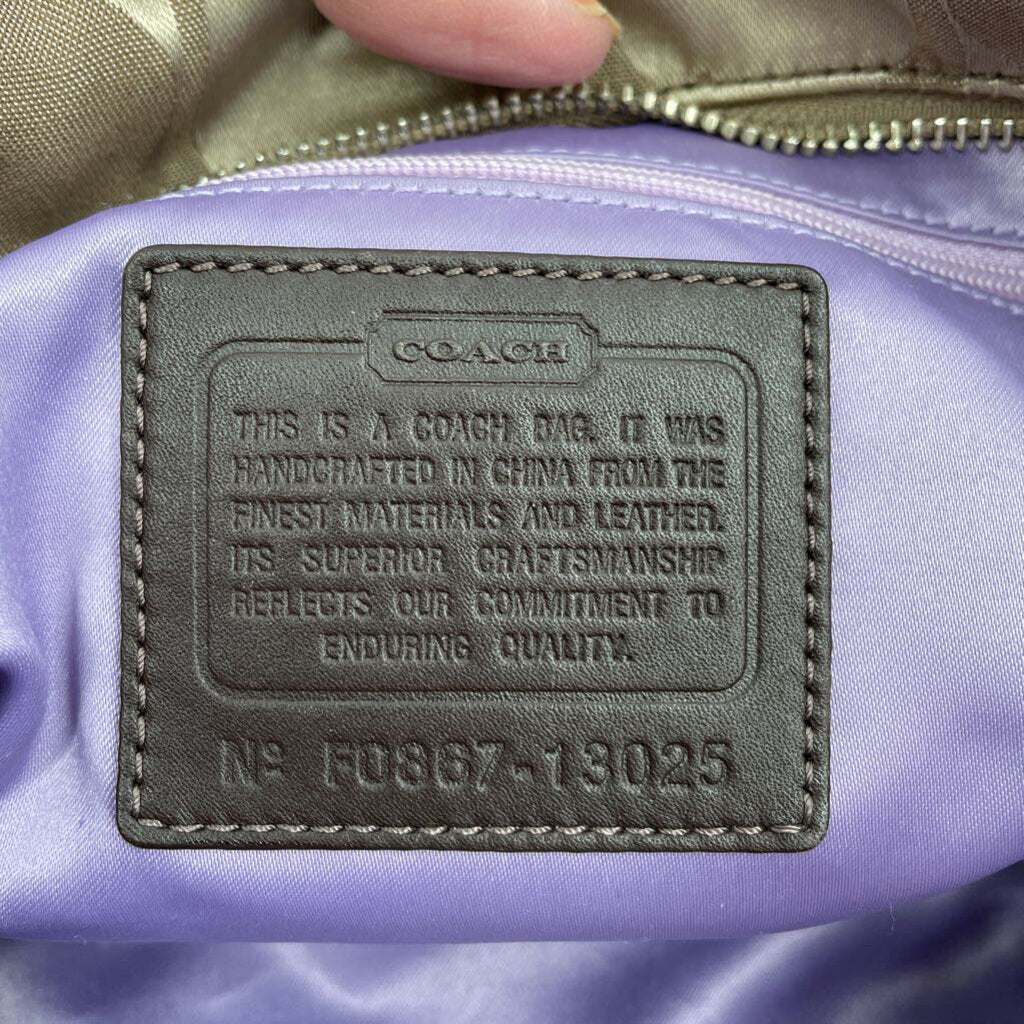 COACH
THIS IS A COACH BAG. IT WAS
HANDCRAFTED IN CHINA FROM THE
FINEST MATERIALS AND LEATHER.
ITS SUPERIOR CRAFTSMANSHIP
REFLECTS OUR COMMITMENT TO
ENDURING QUALITY.
Nº F0867-13025